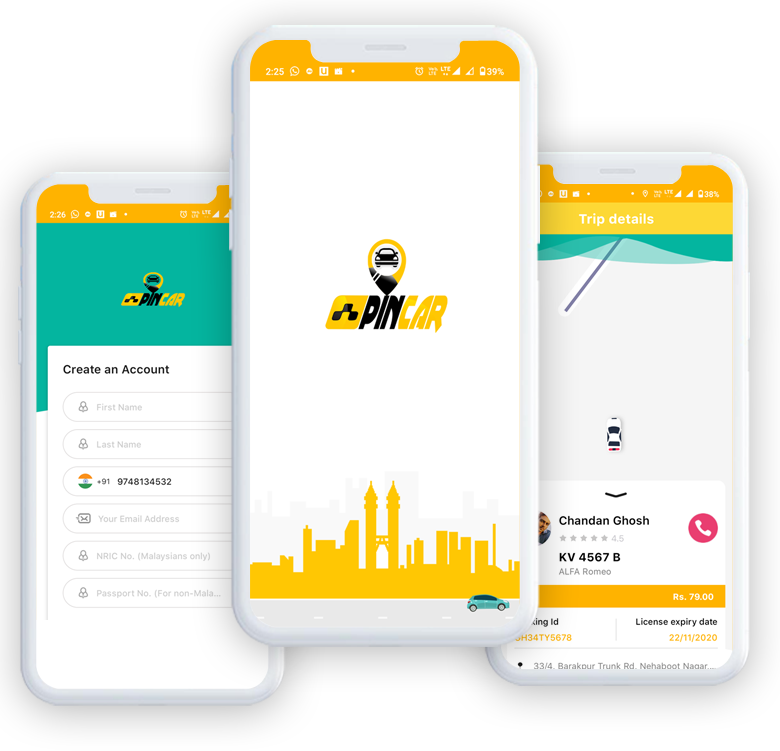 2:26
LTE
PINCAR
Create an Account
First Name
Last Name
+91 9748134532
Your Email Address
NRIC No. (Malaysians only)
Passport No. (For non-Mala...
2:25
LTE
39%
PINCAR
38%
Trip details
Chandan Ghosh
4.5
KV 4567 B
ALFA Romeo
Rs. 79.00
king Id
License expiry date
GH34TY5678
22/11/2020
33/4, Barakpur Trunk Rd, Nehaboot Nagar...